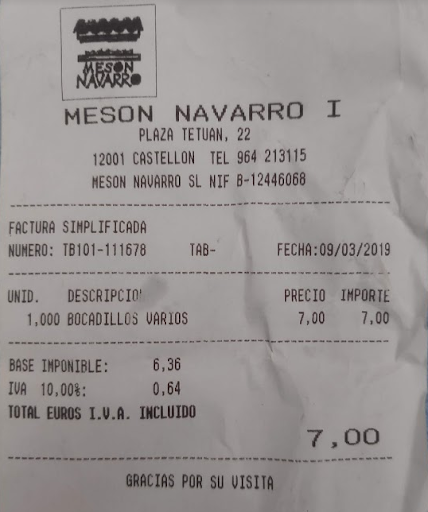 MESON
NAVARRO
MESON NAVARRO I
PLAZA TETUAN, 22
12001 CASTELLON TEL 964 213115
MESON NAVARRO SL NIF B-12446068
FACTURA SIMPLIFICADA
NUMERO: TB101-111678 TAB- FECHA:09/03/2019
UNID. DESCRIPCIO PRECIO IMPORTE
1,000 BOCADILLOS VARIOS 7,00 7,00
BASE IMPONIBLE: 6,36
IVA 10,00%: 0,64
TOTAL EUROS I.V.A. INCLUIDO
7,00
GRACIAS POR SU VISITA